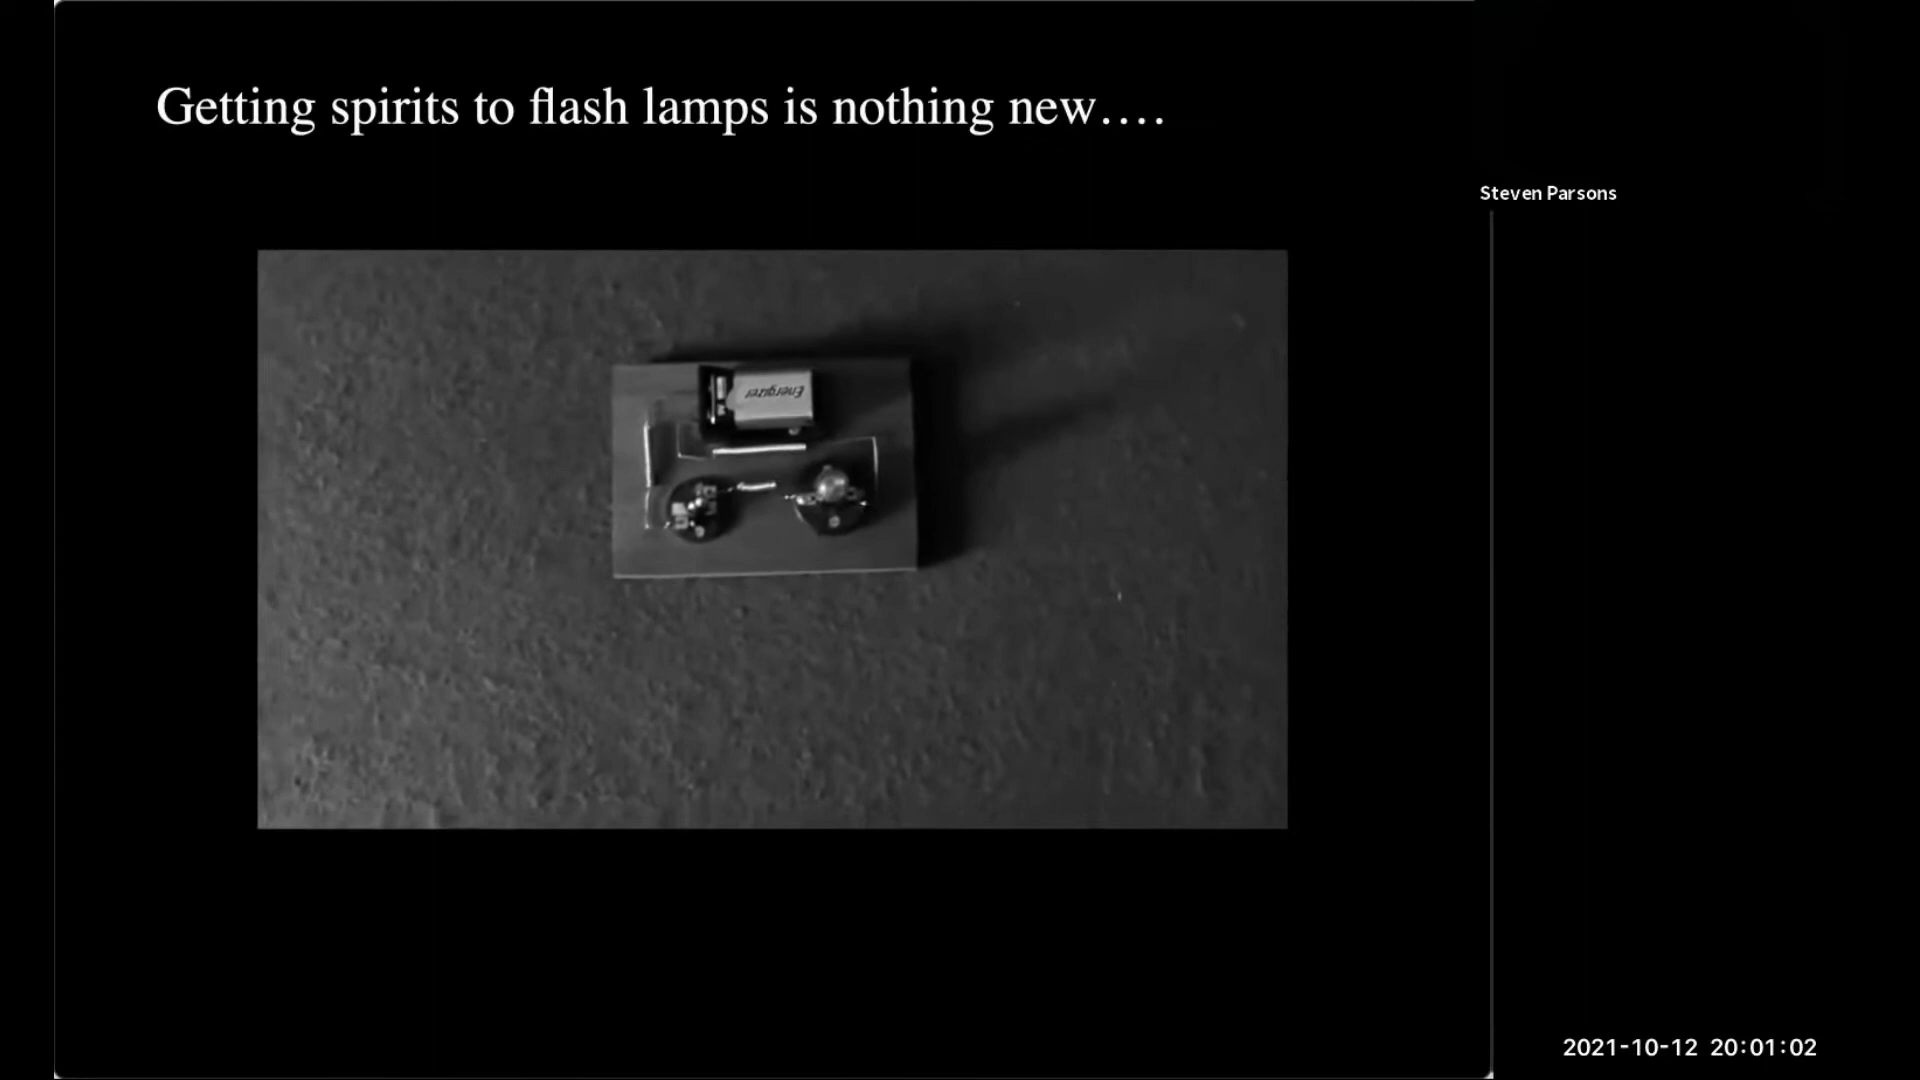 Getting spirits to flash lamps is nothing new….
Steven Parsons
Energizer
2021-10-12 20:01:02